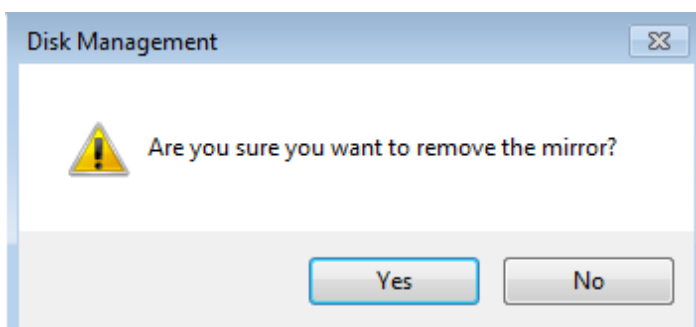 Disk Management
Are you sure you want to remove the mirror?
Yes
No